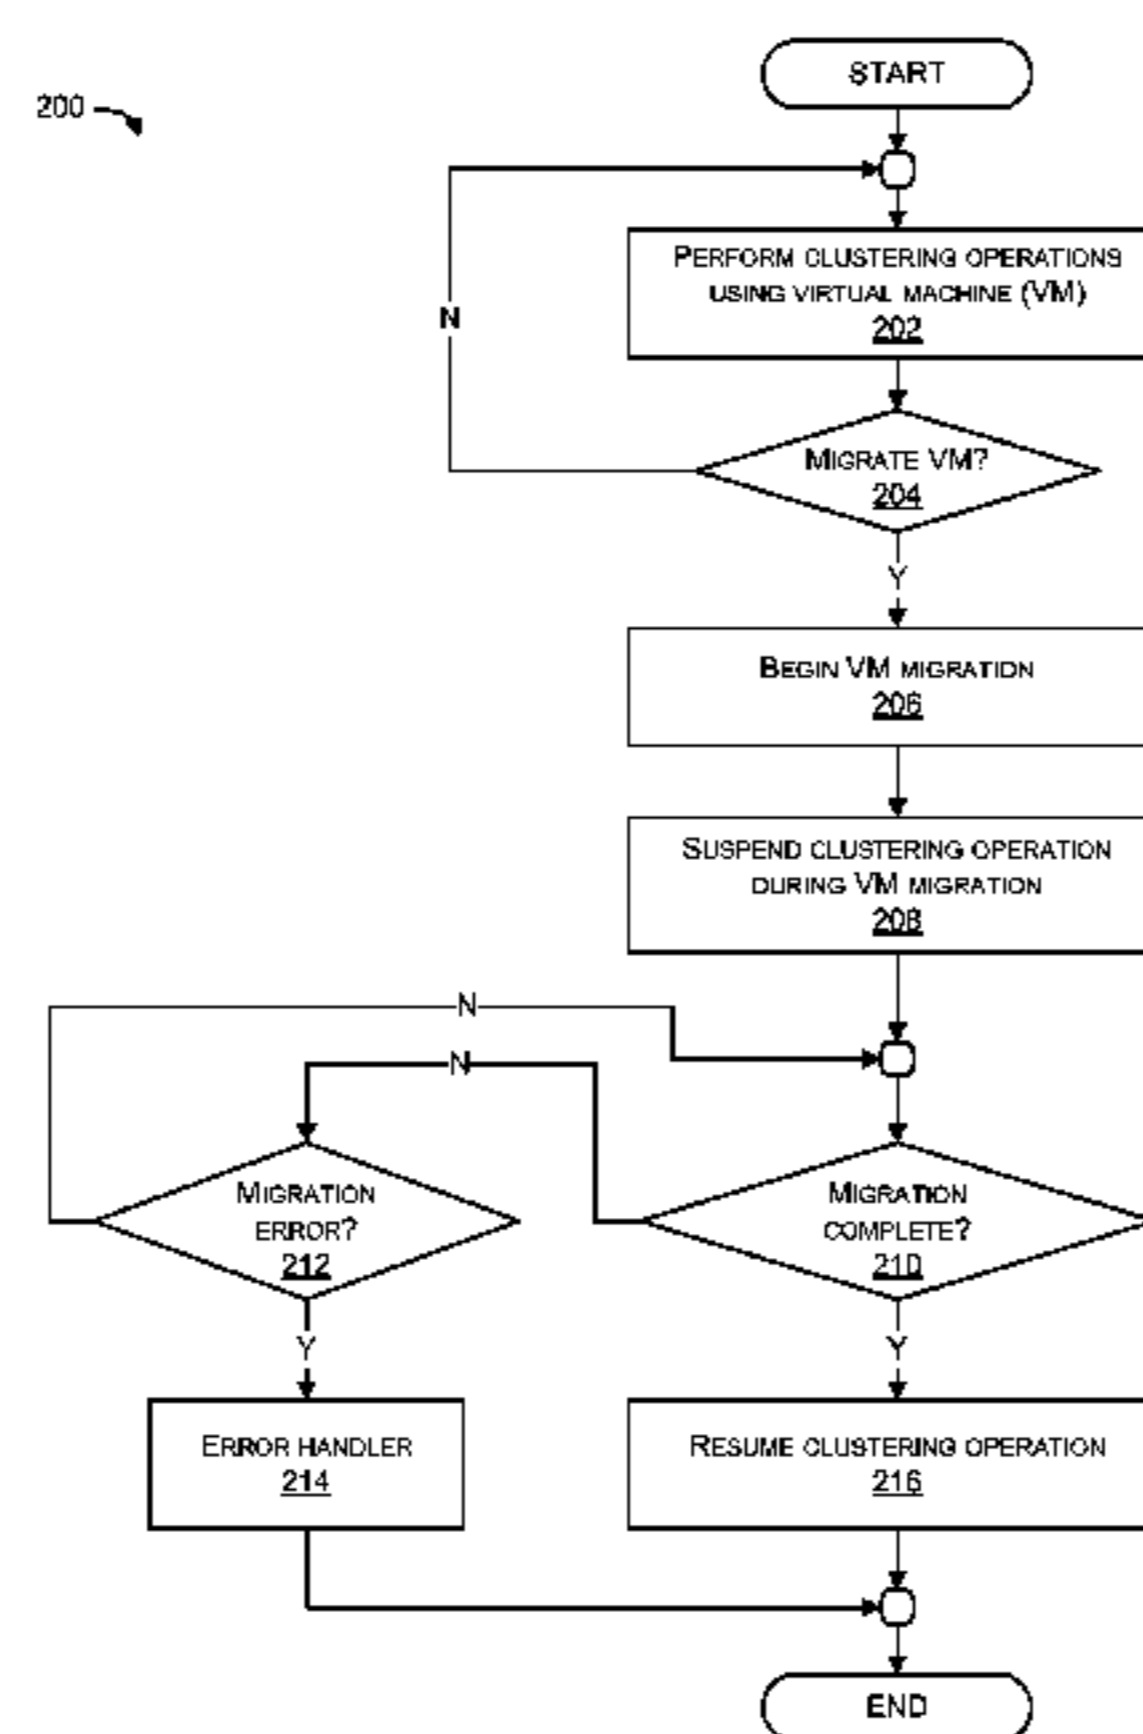 START
200
PERFORM CLUSTERING OPERATIONS
USING VIRTUAL MACHINE (VM)
202
N
MIGRATE VM?
204
Y
BEGIN VM MIGRATION
206
SUSPEND CLUSTERING OPERATION
DURING VM MIGRATION
208
N
N
MIGRATION
ERROR?
212
MIGRATION
COMPLETE?
210
Y
Y
ERROR HANDLER
214
RESUME CLUSTERING OPERATION
216
END